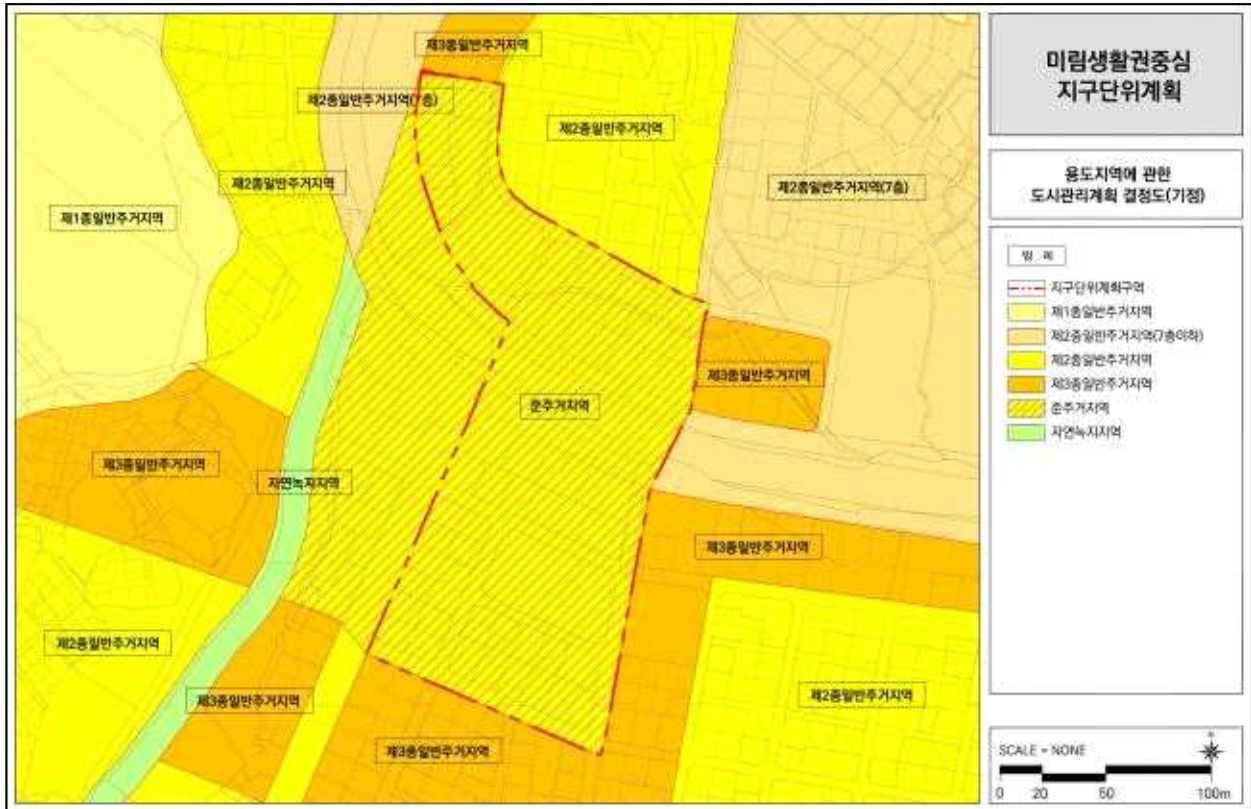 제3종일반주거지역
제2종일반주거지역(7층)
제2종일반주거지역
제2종일반주거지역(7층)
제2종일반주거지역
제1종일반주거지역
제3종일반주거지역
준주거지역
제3종일반주거지역
자연녹지지역
제3종일반주거지역
제2종일반주거지역
제3종일반주거지역
제2종일반주거지역
제3종일반주거지역
미림생활권중심
지구단위계획
용도지역에 관한
도시관리계획 결정도(기정)
범 례
지구단위계획구역
제1종일반주거지역
제2종일반주거지역(7층이하)
제2종일반주거지역
제3종일반주거지역
준주거지역
자연녹지지역
SCALE = NONE
N
0 20 50 100m